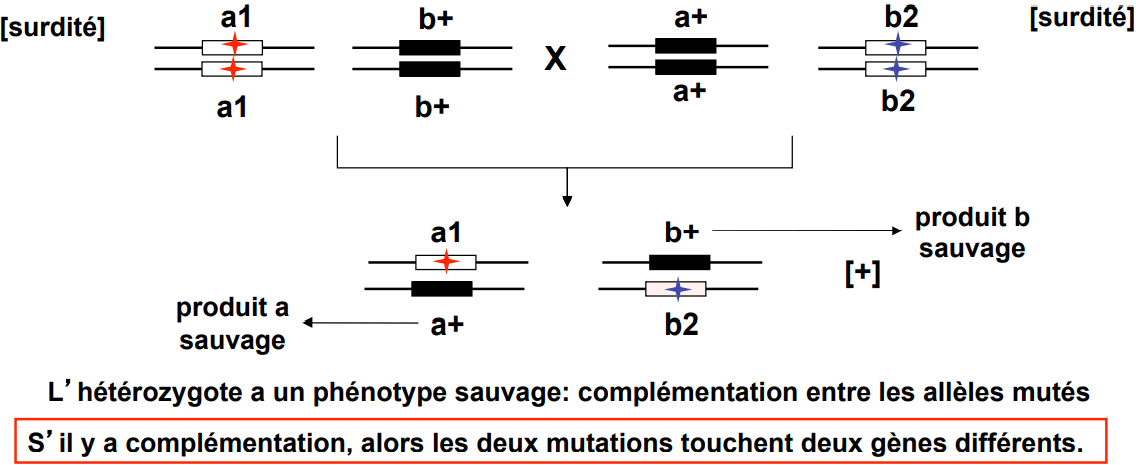 [surdité] a1 b+ a+ b2 [surdité]
X
a1 b+ a+ b2
a1 b+ produit b
sauvage
[+]
produit a
sauvage
a+ b2
L’hétérozygote a un phénotype sauvage: complémentation entre les allèles mutés
S’il y a complémentation, alors les deux mutations touchent deux gènes différents.